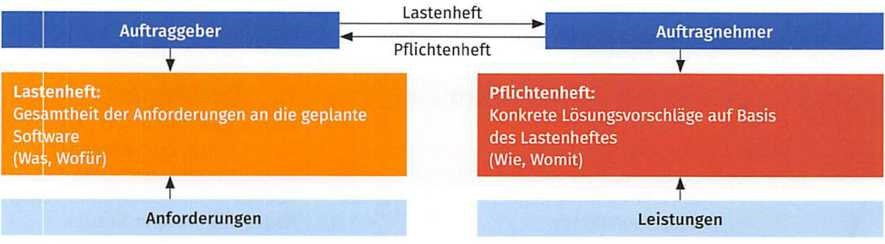 Lastenheft
Auftraggeber
Auftragnehmer
Pflichtenheft
Lastenheft:
Gesamtheit der Anforderungen an die geplante
Software
(Was, Wofür)
Pflichtenheft:
Konkrete Lösungsvorschläge auf Basis
des Lastenheftes
(Wie, Womit)
Anforderungen
Leistungen